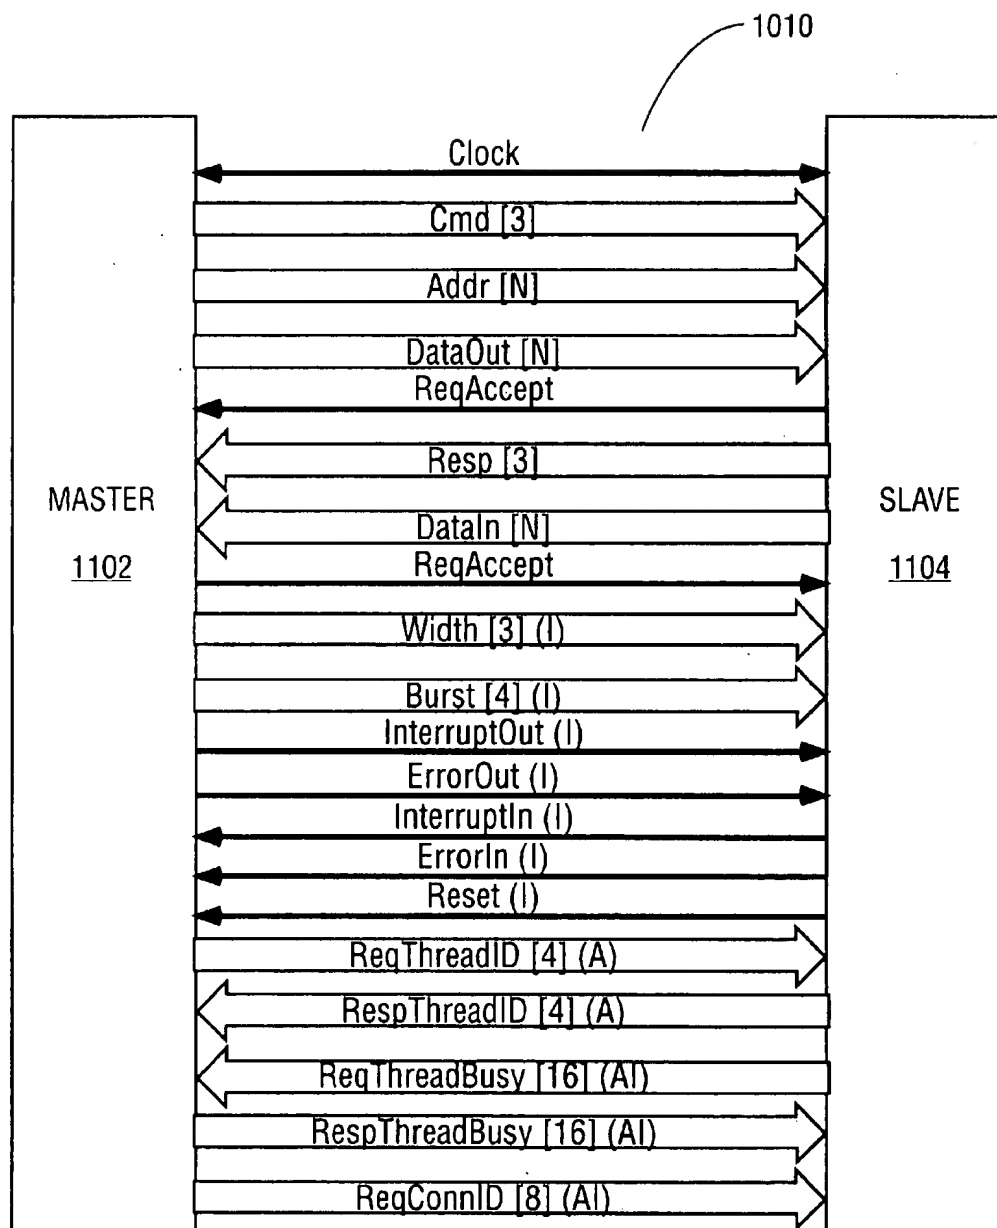 1010
Clock
Cmd [3]
Addr [N]
DataOut [N]
ReqAccept
Resp [3]
MASTER
SLAVE
DataIn [N]
1102
1104
ReqAccept
Width [3] (I)
Burst [4] (I)
InterruptOut (I)
ErrorOut (I)
InterruptIn (I)
ErrorIn (I)
Reset (I)
ReqThreadID [4] (A)
RespThreadID [4] (A)
ReqThreadBusy [16] (AI)
RespThreadBusy [16] (AI)
ReqConnID [8] (AI)